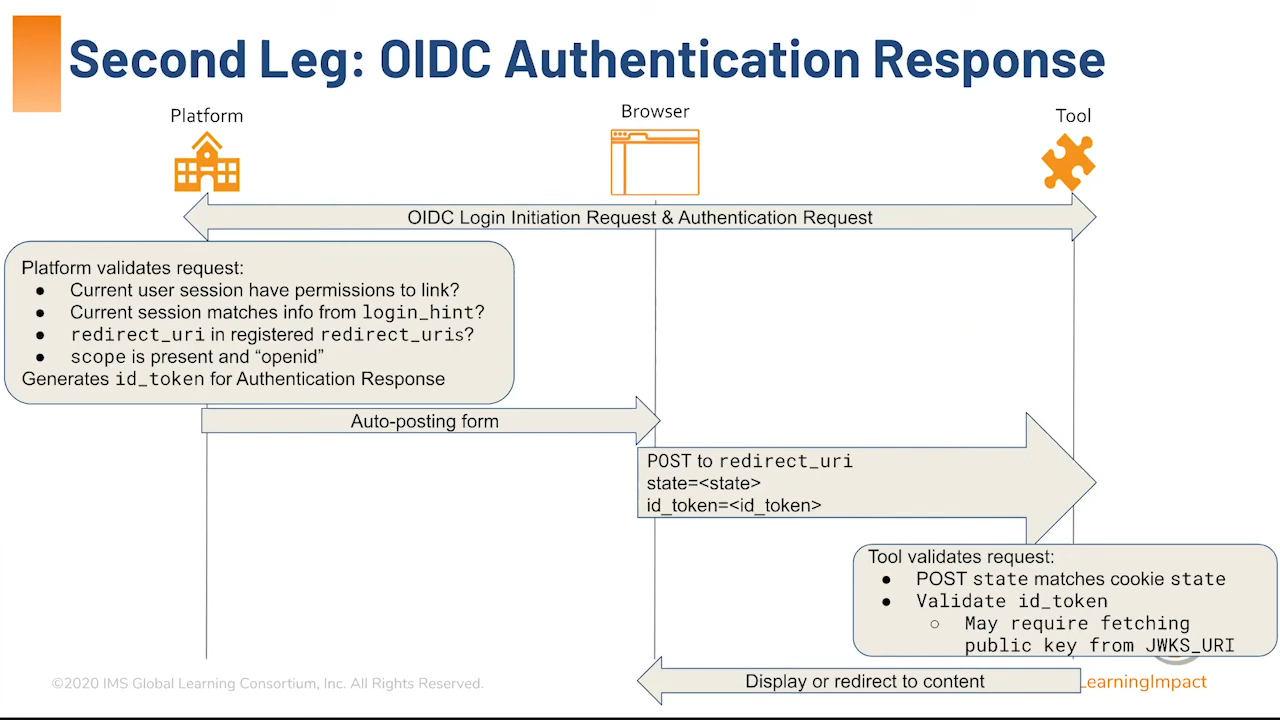 Second Leg: OIDC Authentication Response
Platform
Browser
Tool
OIDC Login Initiation Request & Authentication Request
Platform validates request:
● Current user session have permissions to link?
● Current session matches info from login_hint?
● redirect_uri in registered redirect_uris?
● scope is present and “openid”
Generates id_token for Authentication Response
Auto-posting form
POST to redirect_uri
state=<state>
id_token=<id_token>
Tool validates request:
● POST state matches cookie state
● Validate id_token
○ May require fetching
public key from JWKS_URI
Display or redirect to content
©2020 IMS Global Learning Consortium, Inc. All Rights Reserved.
LearningImpact